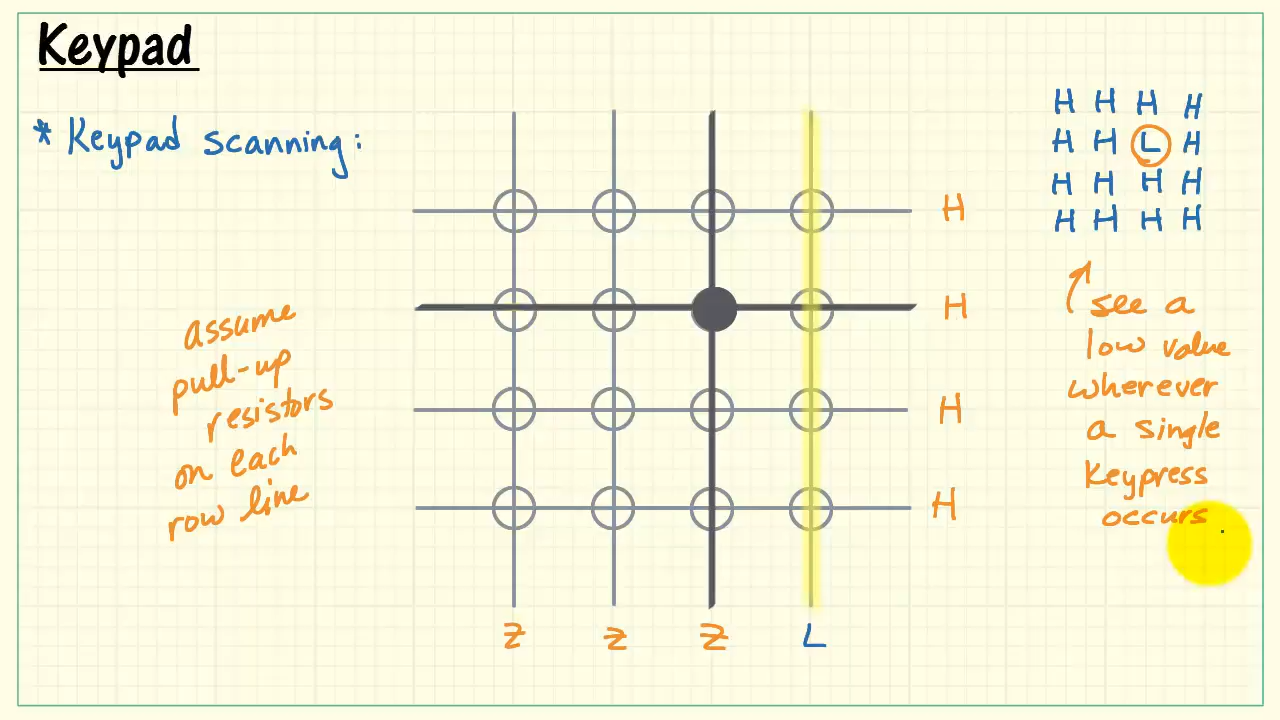 Keypad
* Keypad scanning:
H H H H
H H L H
H H H H
H H H H
H
H
H
H
assume
pull-up
resistors
on each
row line
see a
low value
wherever
a single
keypress
occurs
Z Z Z L